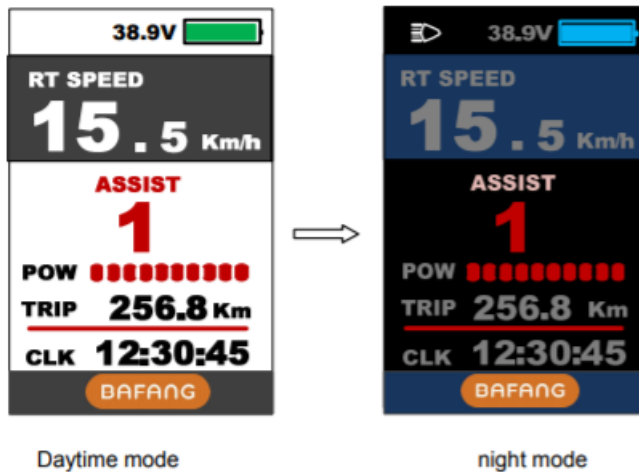 38.9V
RT SPEED
15.5 Km/h
ASSIST
1
POW
TRIP 256.8 Km
CLK 12:30:45
BAFANG
Daytime mode
38.9V
RT SPEED
15.5 Km/h
ASSIST
1
POW
TRIP 256.8 Km
CLK 12:30:45
BAFANG
night mode